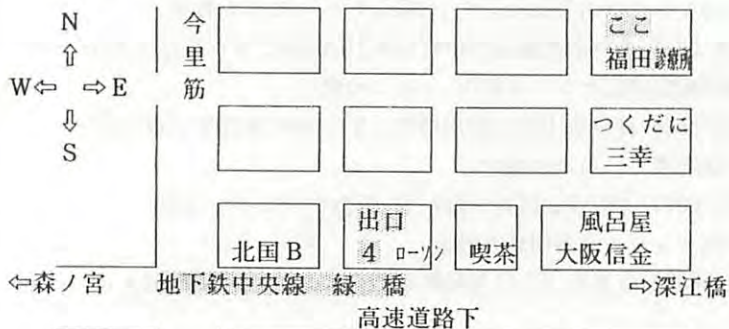 N
W⇦ ⇨E
S
今里筋
ここ
福田診療所
つくだに
三幸
北国B
出口
4 ローソン
喫茶
風呂屋
大阪信金
⇦森ノ宮 地下鉄中央線 緑橋 ⇨深江橋
高速道路下